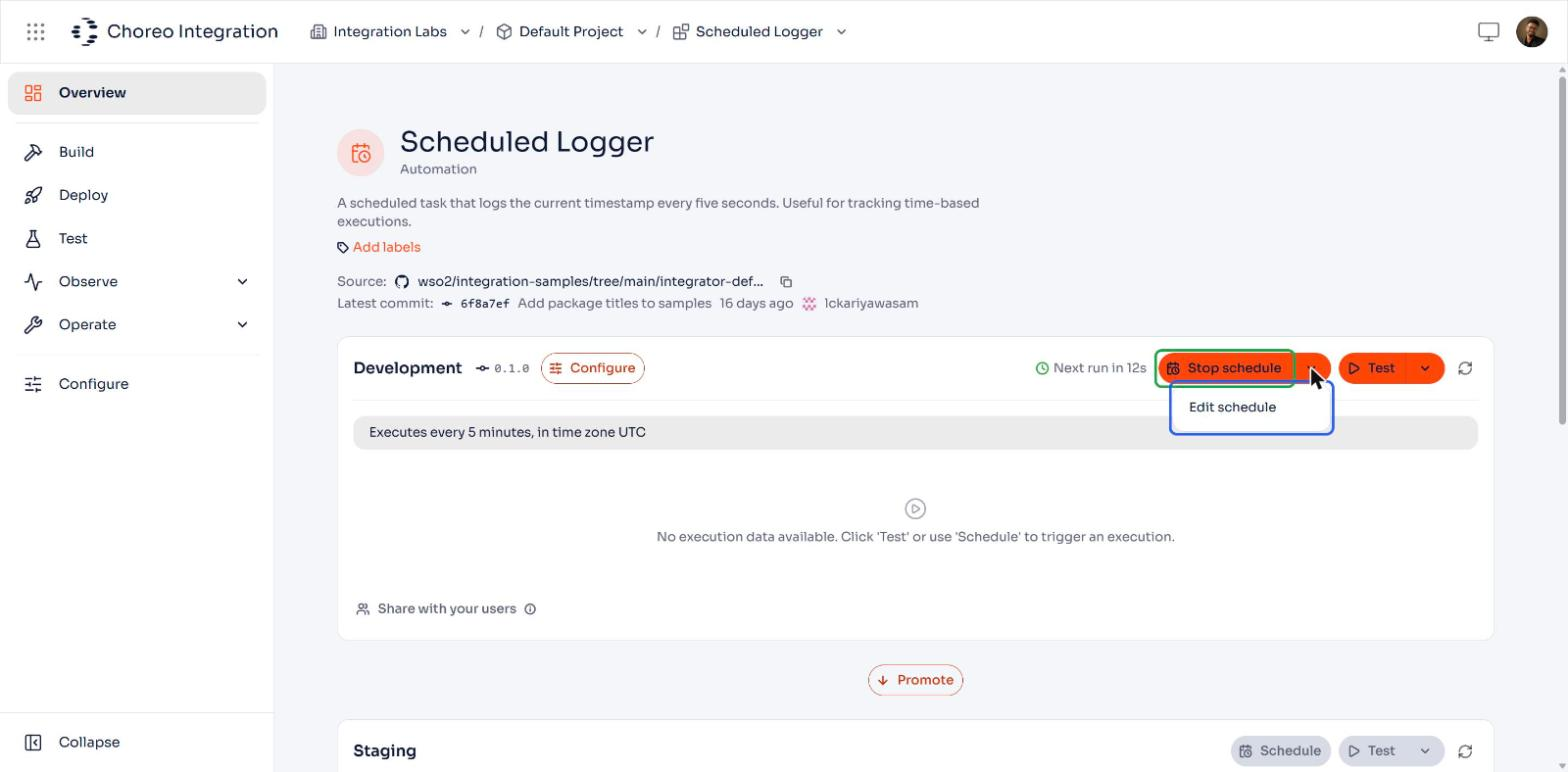 Choreo Integration
Integration Labs / Default Project / Scheduled Logger
Overview
Build
Deploy
Test
Observe
Operate
Configure
Collapse
Scheduled Logger
Automation
A scheduled task that logs the current timestamp every five seconds. Useful for tracking time-based
executions.
Add labels
Source: wso2/integration-samples/tree/main/integrator-def...
Latest commit: 6f8a7ef Add package titles to samples 16 days ago lckariyawasam
Development 0.1.0 Configure Next run in 12s Stop schedule Test
Edit schedule
Executes every 5 minutes, in time zone UTC
No execution data available. Click 'Test' or use 'Schedule' to trigger an execution.
Share with your users
Promote
Staging Schedule Test